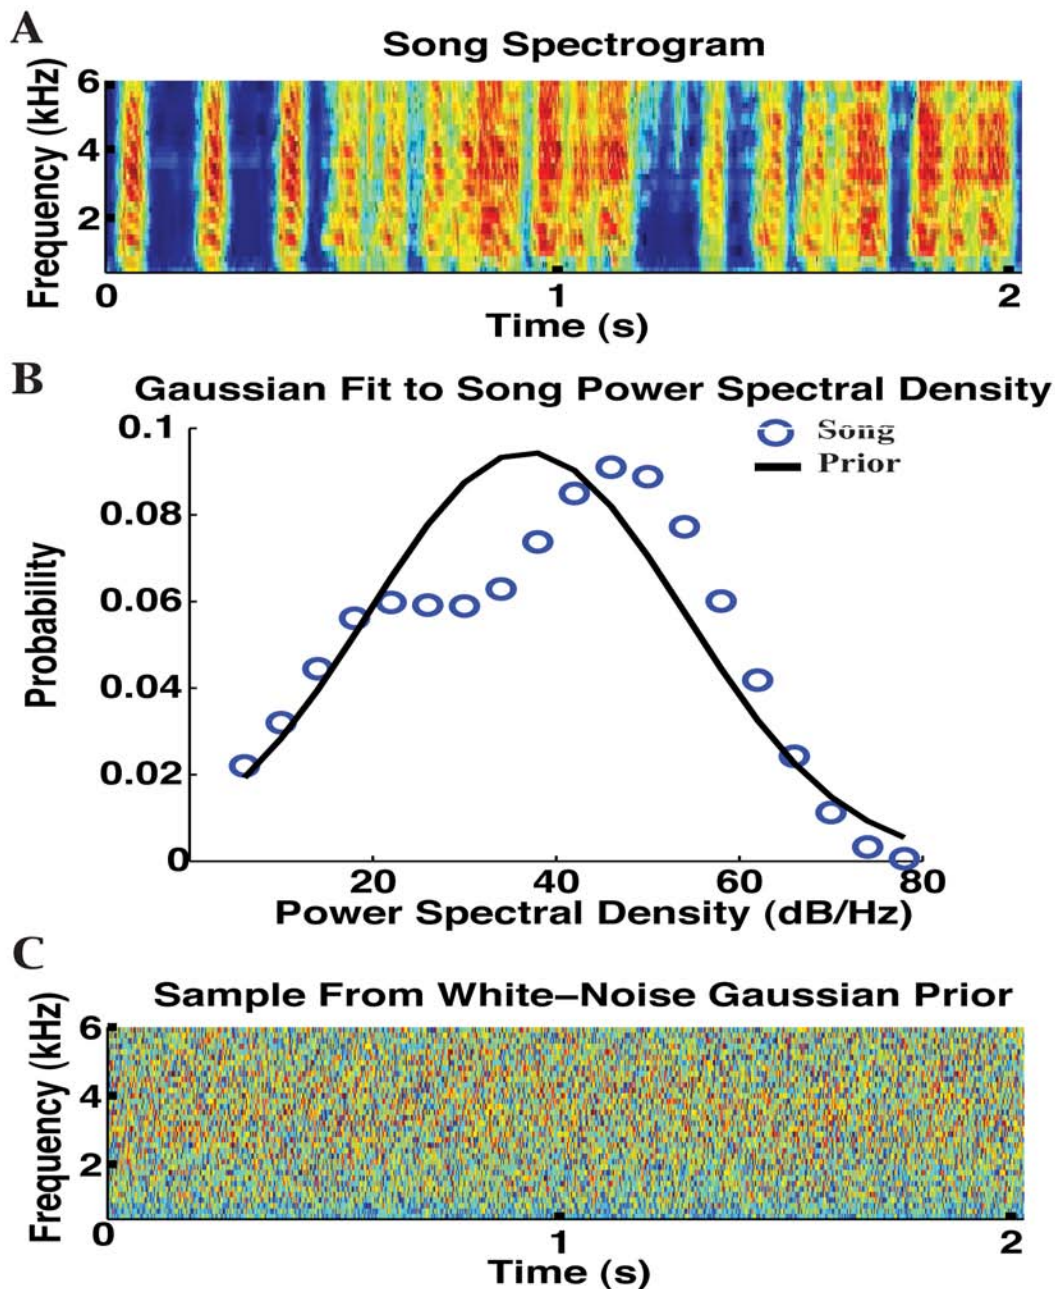 A
Song Spectrogram
Frequency (kHz)
6
4
2
0
1
2
Time (s)
B
Gaussian Fit to Song Power Spectral Density
Probability
0.1
0.08
0.06
0.04
0.02
0
Song
Prior
20
40
60
80
Power Spectral Density (dB/Hz)
C
Sample From White–Noise Gaussian Prior
Frequency (kHz)
6
4
2
0
1
2
Time (s)